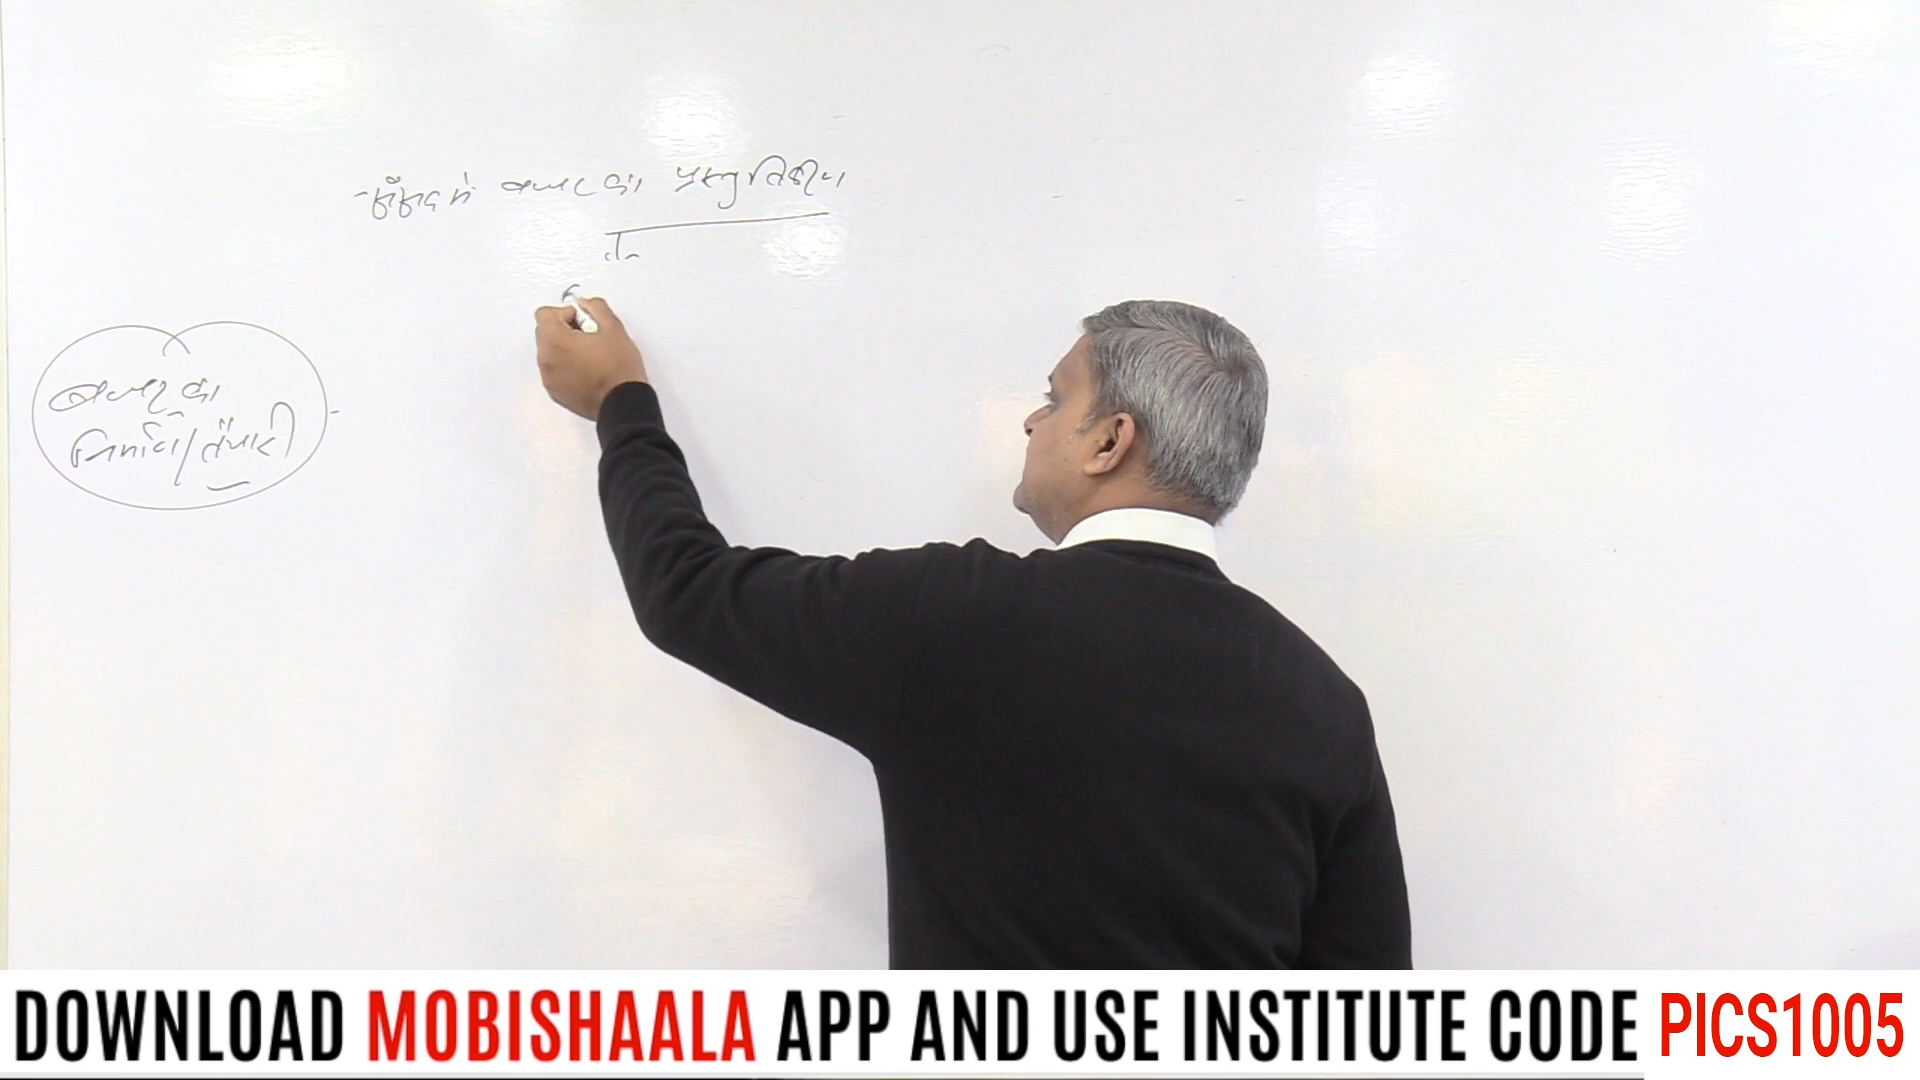 - संसद में बजट का प्रस्तुतिकरण
बजट का
निर्माण/तैयारी
DOWNLOAD MOBISHAALA APP AND USE INSTITUTE CODE PICS1005